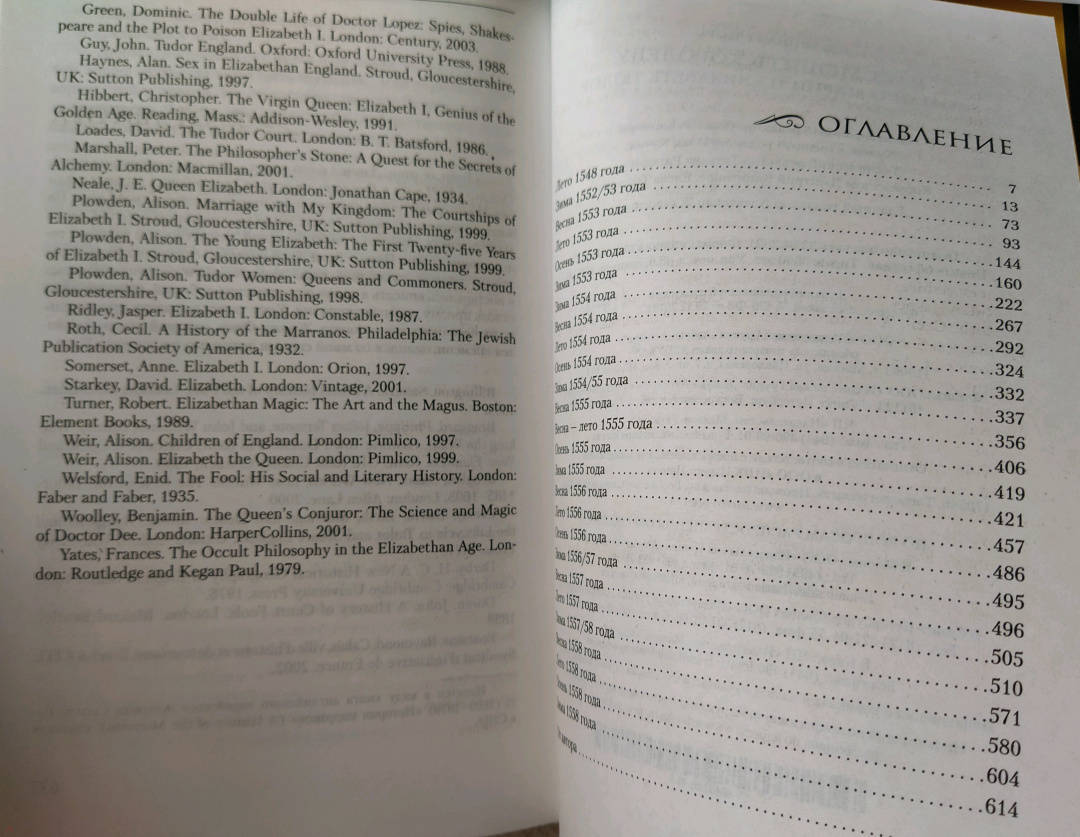 Green, Dominic. The Double Life of Doctor Lopez: Spies, Shakes-
peare and the Plot to Poison Elizabeth I. London: Century, 2003.
Guy, John. Tudor England. Oxford: Oxford University Press, 1988.
Haynes, Alan. Sex in Elizabethan England. Stroud, Gloucestershire,
UK: Sutton Publishing, 1997.
Hibbert, Christopher. The Virgin Queen: Elizabeth I, Genius of the
Golden Age. Reading, Mass.: Addison-Wesley, 1991.
Loades, David. The Tudor Court. London: B. T. Batsford, 1986.
Marshall, Peter. The Philosopher's Stone: A Quest for the Secrets of
Alchemy. London: Macmillan, 2001.
Neale, J. E. Queen Elizabeth. London: Jonathan Cape, 1934.
Plowden, Alison. Marriage with My Kingdom: The Courtships of
Elizabeth I. Stroud, Gloucestershire, UK: Sutton Publishing, 1999.
Plowden, Alison. The Young Elizabeth: The First Twenty-five Years
of Elizabeth I. Stroud, Gloucestershire, UK: Sutton Publishing, 1999.
Plowden, Alison. Tudor Women: Queens and Commoners. Stroud,
Gloucestershire, UK: Sutton Publishing, 1998.
Ridley, Jasper. Elizabeth I. London: Constable, 1987.
Roth, Cecil. A History of the Marranos. Philadelphia: The Jewish
Publication Society of America, 1932.
Somerset, Anne. Elizabeth I. London: Orion, 1997.
Starkey, David. Elizabeth. London: Vintage, 2001.
Turner, Robert. Elizabethan Magic: The Art and the Magus. Boston:
Element Books, 1989.
Weir, Alison. Children of England. London: Pimlico, 1997.
Weir, Alison. Elizabeth the Queen. London: Pimlico, 1999.
Welsford, Enid. The Fool: His Social and Literary History. London:
Faber and Faber, 1935.
Woolley, Benjamin. The Queen's Conjuror: The Science and Magic
of Doctor Dee. London: HarperCollins, 2001.
Yates, Frances. The Occult Philosophy in the Elizabethan Age. Lon-
don: Routledge and Kegan Paul, 1979.
ОГЛАВЛЕНИЕ
Лето 1548 года 7
Зима 1552/53 года 13
Весна 1553 года 73
Лето 1553 года 93
Осень 1553 года 144
Зима 1553 года 160
Зима 1554 года 222
Весна 1554 года 267
Лето 1554 года 292
Осень 1554 года 324
Зима 1554/55 года 332
Весна 1555 года 337
Весна – лето 1555 года 356
Осень 1555 года 406
Зима 1555 года 419
Весна 1556 года 421
Лето 1556 года 457
Осень 1556 года 486
Зима 1556/57 года 495
Весна 1557 года 496
Лето 1557 года 505
Зима 1557/58 года 510
Весна 1558 года 571
Лето 1558 года 580
Осень 1558 года 604
Зима 1558 года 614
От автора